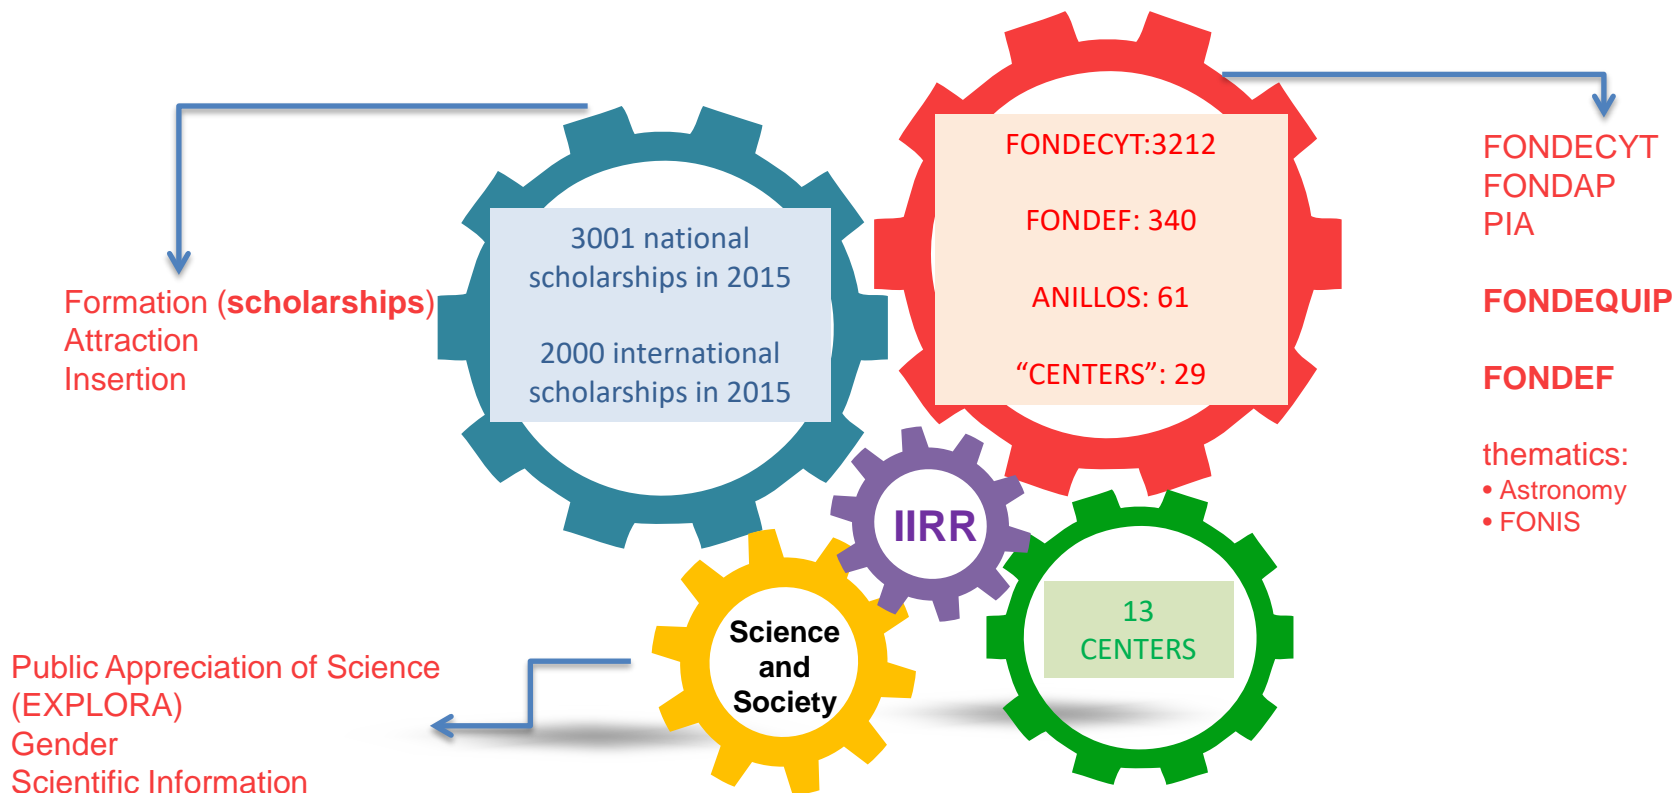 Formation (scholarships)
Attraction
Insertion
3001 national
scholarships in 2015
2000 international
scholarships in 2015
FONDECYT:3212
FONDEF: 340
ANILLOS: 61
“CENTERS”: 29
FONDECYT
FONDAP
PIA
FONDEQUIP
FONDEF
thematics:
• Astronomy
• FONIS
IIRR
Science
and
Society
13
CENTERS
Public Appreciation of Science
(EXPLORA)
Gender
Scientific Information